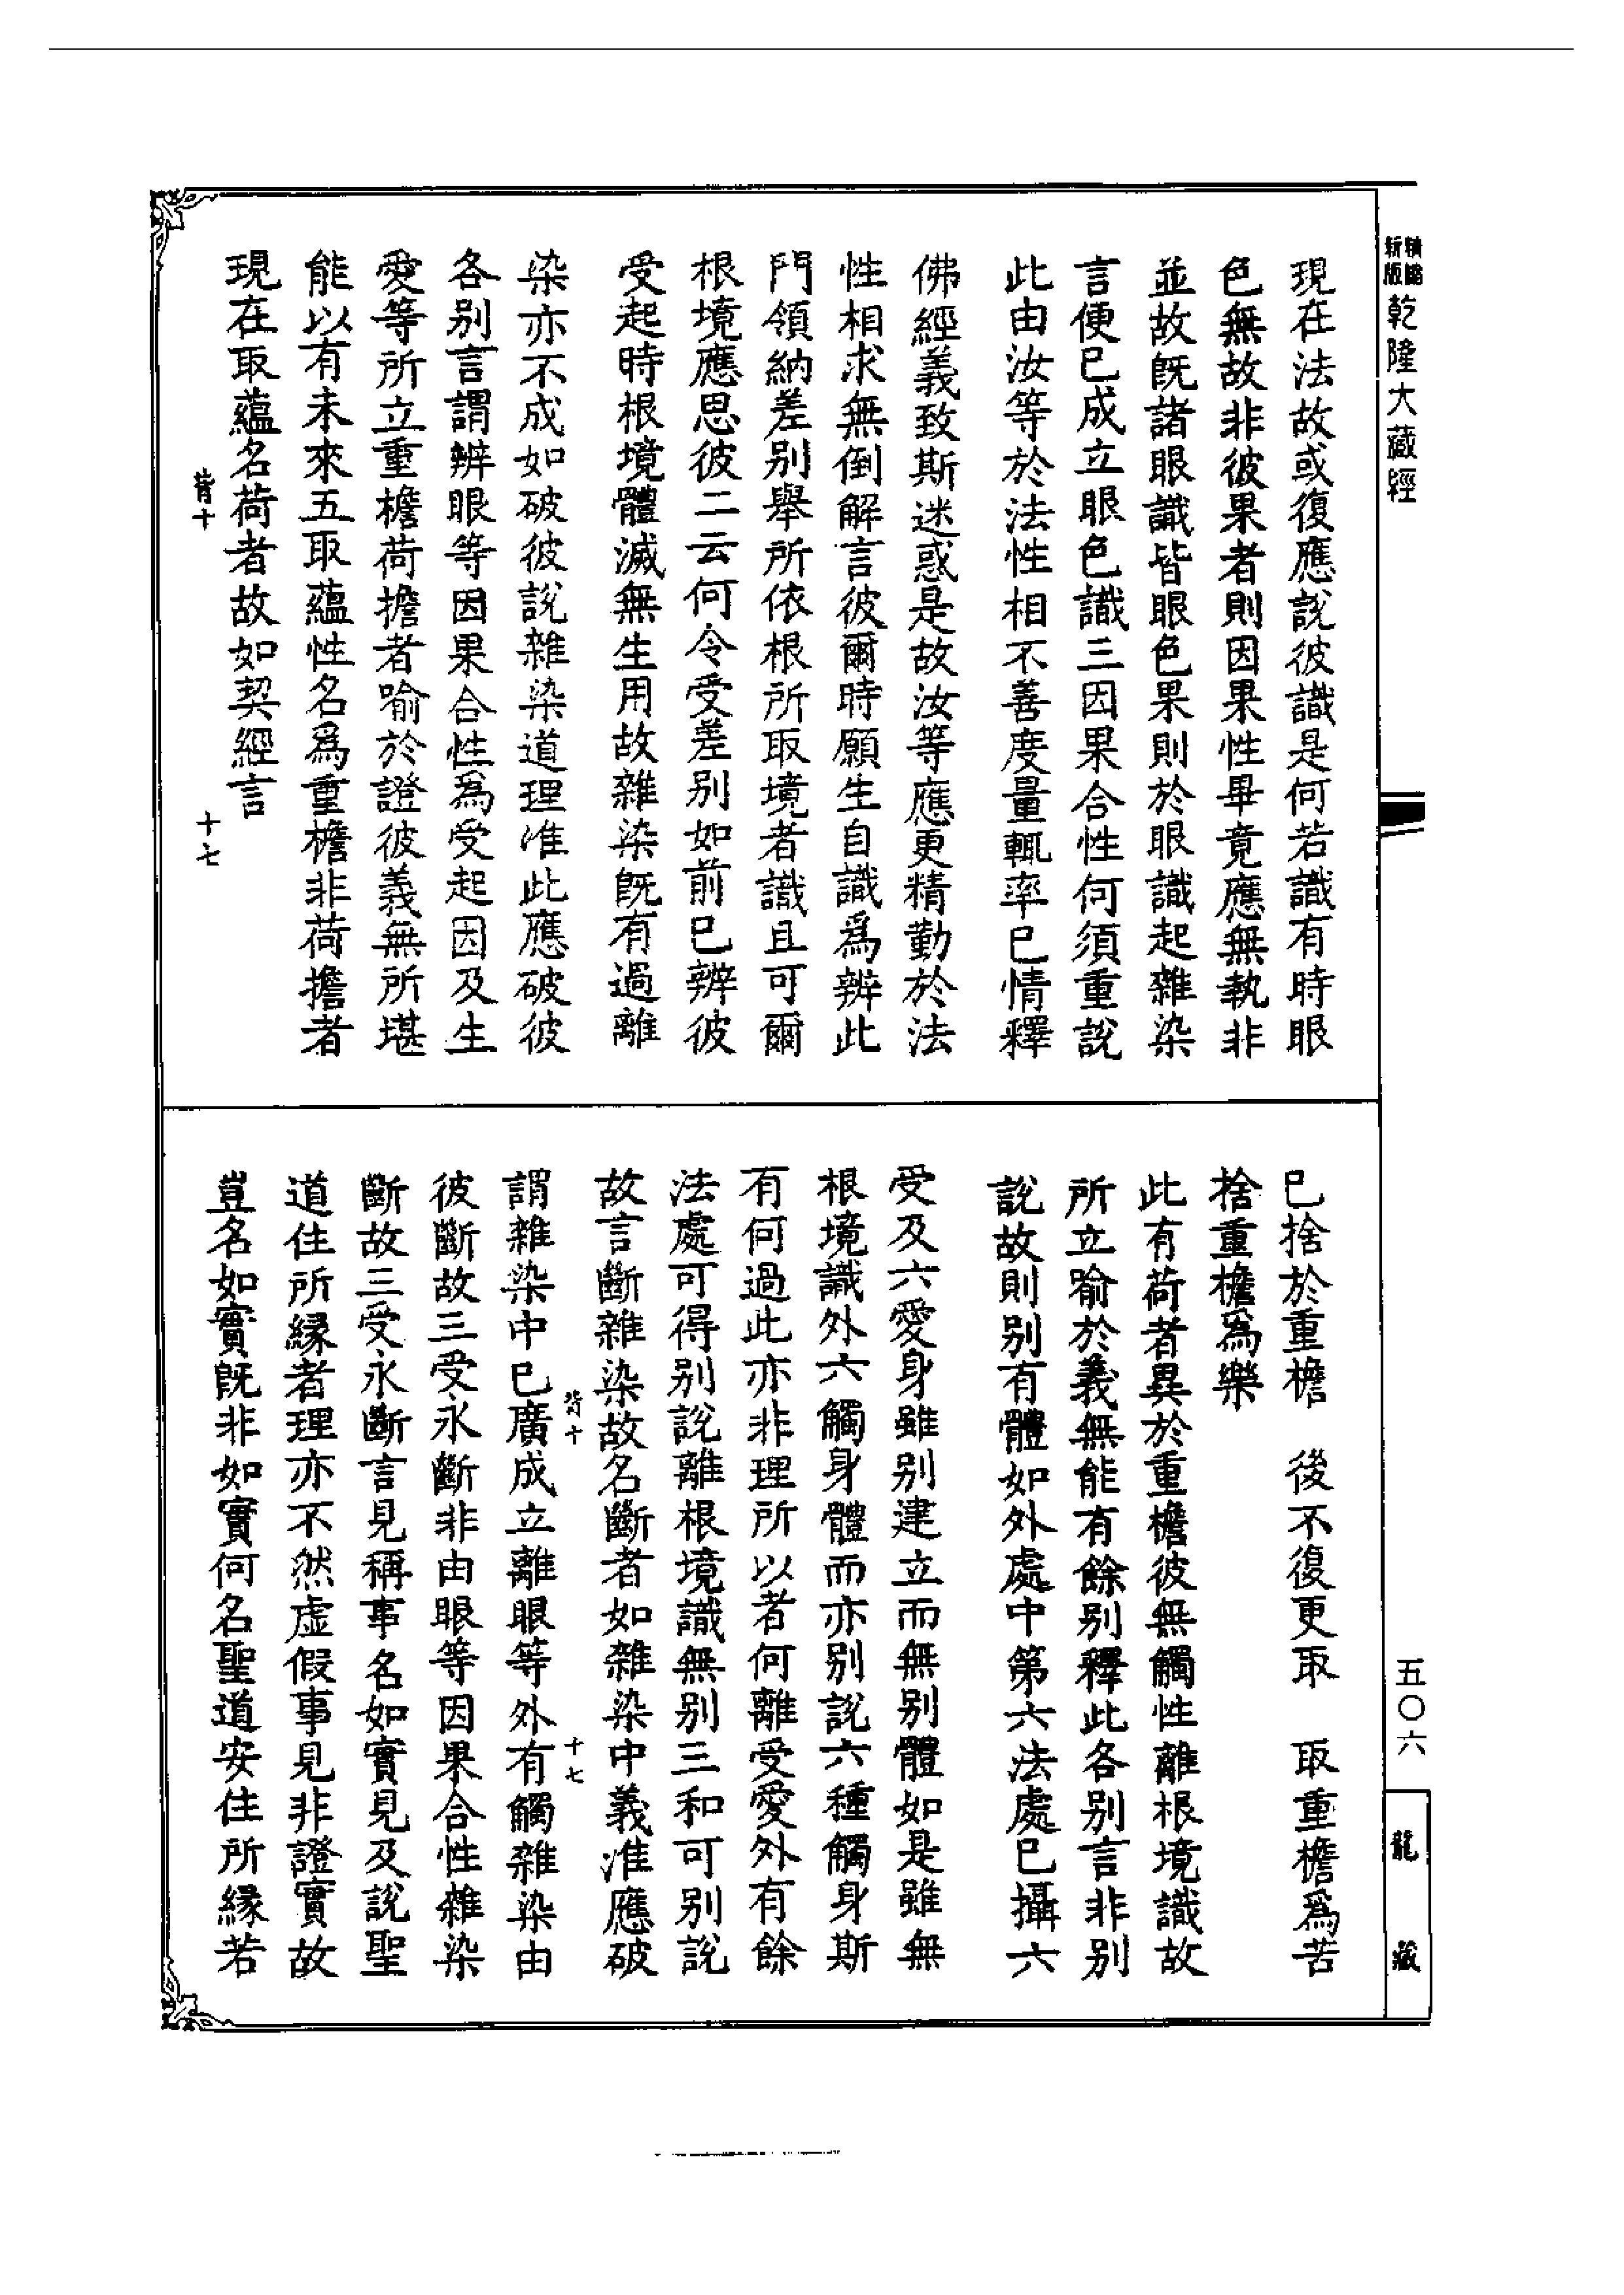 新版
精縮
乾隆大藏經
五〇六
龍藏
現在法故或復應說彼識是何若識有時眼
色無故非彼果者則因果性畢竟應無執非
並故既諸眼識皆眼色果則於眼識起雜染
言便已成立眼色識三因果合性何須重說
此由汝等於法性相不善度量輒率已情釋
佛經義致斯迷惑是故汝等應更精勤於法
性相求無倒解言彼爾時願生自識爲辨此
門領納差别舉所依根所取境者識且可爾
根境應思彼二云何令受差别如前已辨彼
受起時根境體滅無生用故雜染既有過離
染亦不成如破彼說雜染道理准此應破彼
各别言謂辨眼等因果合性爲受起因及生
愛等所立重檐荷擔者喻於證彼義無所堪
能以有未來五取蘊性名爲重檐非荷擔者
現在取蘊名荷者故如契經言
背十
十七
已捨於重檐 後不復更取 取重檐爲苦
捨重檐爲樂
此有荷者異於重檐彼無觸性離根境識故
所立喻於義無能有餘别釋此各别言非别
說故則别有體如外處中第六法處已攝六
受及六愛身雖别建立而無别體如是雖無
根境識外六觸身體而亦别說六種觸身斯
有何過此亦非理所以者何離受愛外有餘
法處可得别說離根境識無别三和可别說
故言斷雜染故名斷者如雜染中義准應破
背十
十七
謂雜染中已廣成立離眼等外有觸雜染由
彼斷故三受永斷非由眼等因果合性雜染
斷故三受永斷言見稱事名如實見及說聖
道住所緣者理亦不然虛假事見非證實故
豈名如實既非如實何名聖道安住所緣若